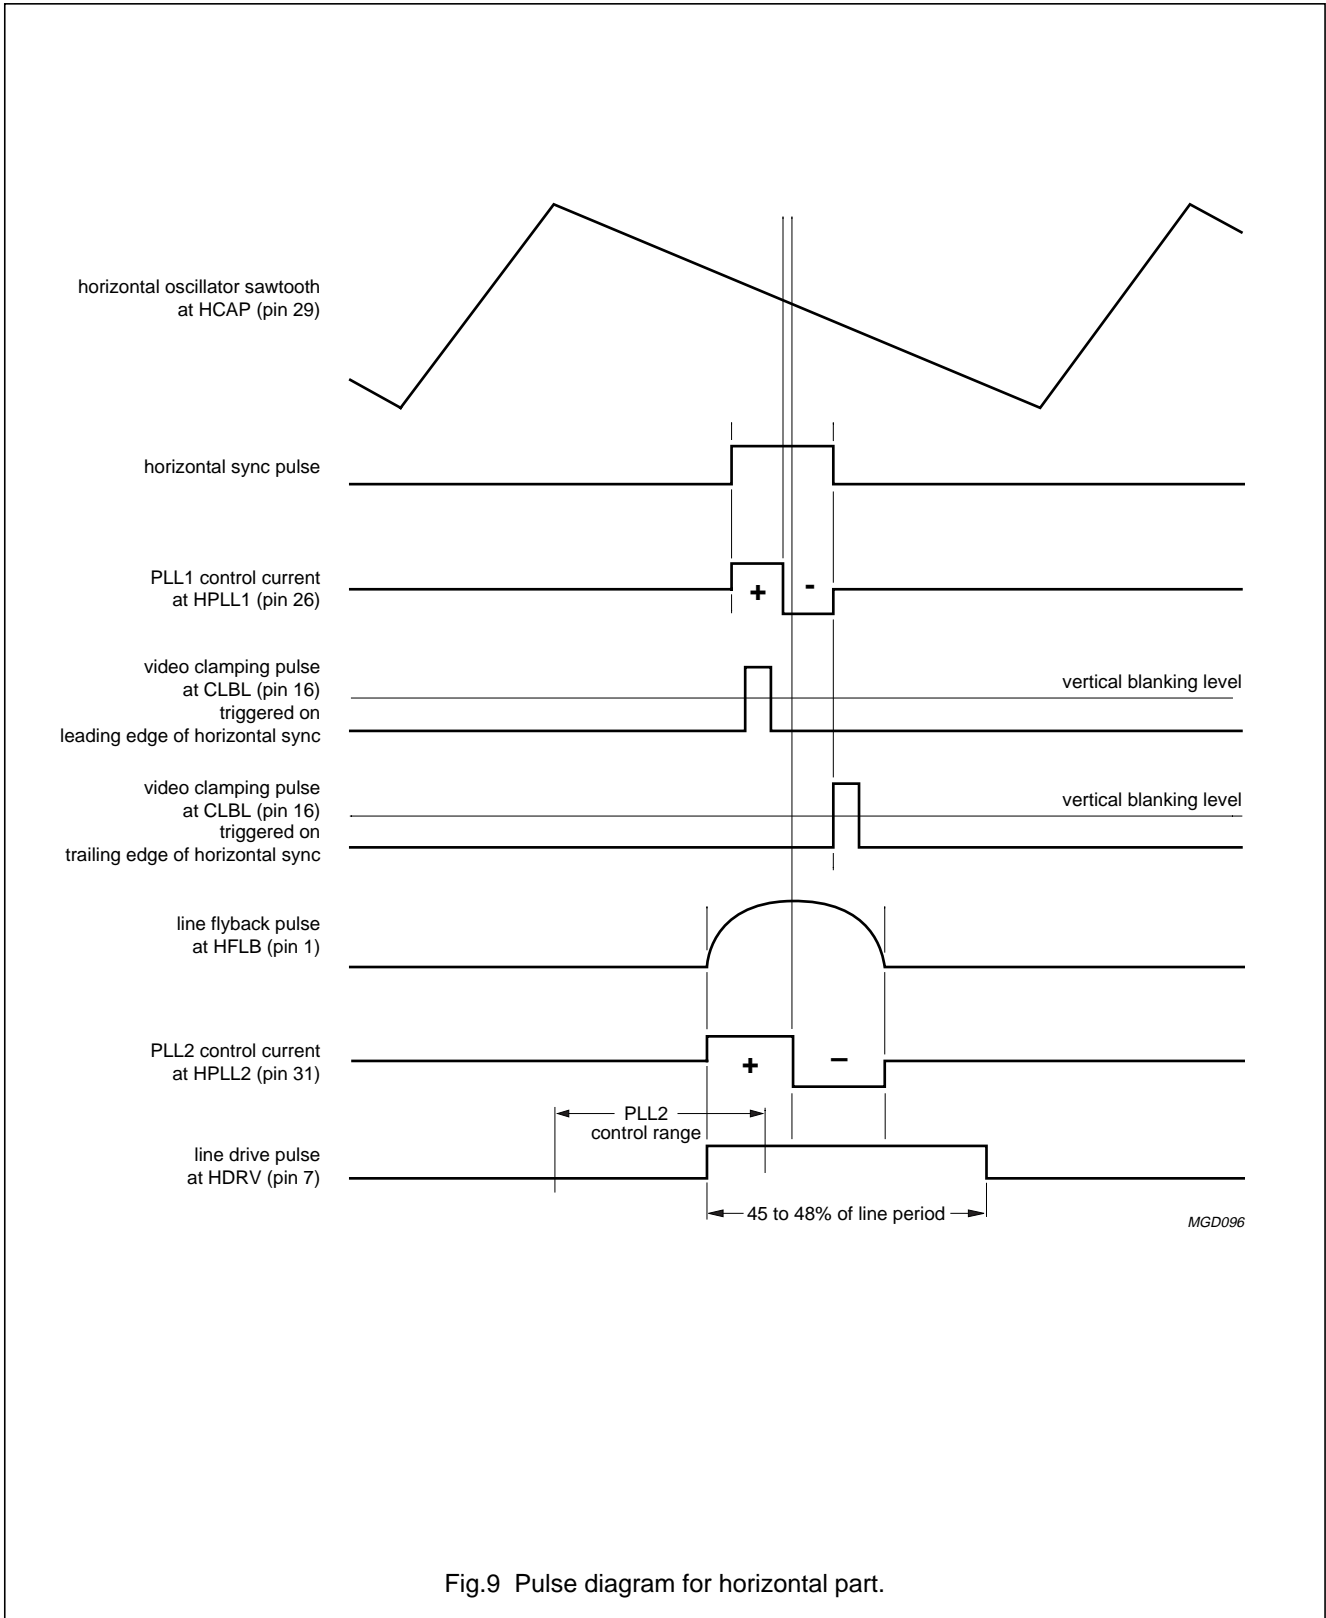 horizontal oscillator sawtooth
at HCAP (pin 29)
horizontal sync pulse
PLL1 control current
at HPLL1 (pin 26)
+
-
video clamping pulse
at CLBL (pin 16)
triggered on
leading edge of horizontal sync
vertical blanking level
video clamping pulse
at CLBL (pin 16)
triggered on
trailing edge of horizontal sync
vertical blanking level
line flyback pulse
at HFLB (pin 1)
PLL2 control current
at HPLL2 (pin 31)
+
−
PLL2
control range
line drive pulse
at HDRV (pin 7)
45 to 48% of line period
MGD096
Fig.9 Pulse diagram for horizontal part.